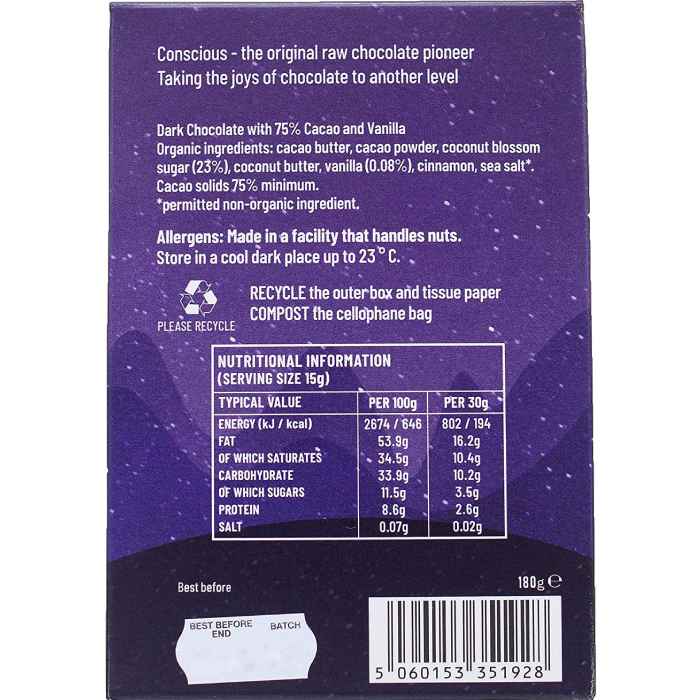 Conscious - the original raw chocolate pioneer
Taking the joys of chocolate to another level
Dark Chocolate with 75% Cacao and Vanilla
Organic ingredients: cacao butter, cacao powder, coconut blossom
sugar (23%), coconut butter, vanilla (0.08%), cinnamon, sea salt*.
Cacao solids 75% minimum.
*permitted non-organic ingredient.
Allergens: Made in a facility that handles nuts.
Store in a cool dark place up to 23°C.
RECYCLE the outer box and tissue paper
COMPOST the cellophane bag
PLEASE RECYCLE
NUTRITIONAL INFORMATION
(SERVING SIZE 15g)
TYPICAL VALUE PER 100g PER 30g
ENERGY (kJ / kcal) 2674 / 646 802 / 194
FAT 53.9g 16.2g
OF WHICH SATURATES 34.5g 10.4g
CARBOHYDRATE 33.9g 10.2g
OF WHICH SUGARS 11.5g 3.5g
PROTEIN 8.6g 2.6g
SALT 0.07g 0.02g
Best before 180g ℮
BEST BEFORE BATCH
END
5 060153 351928